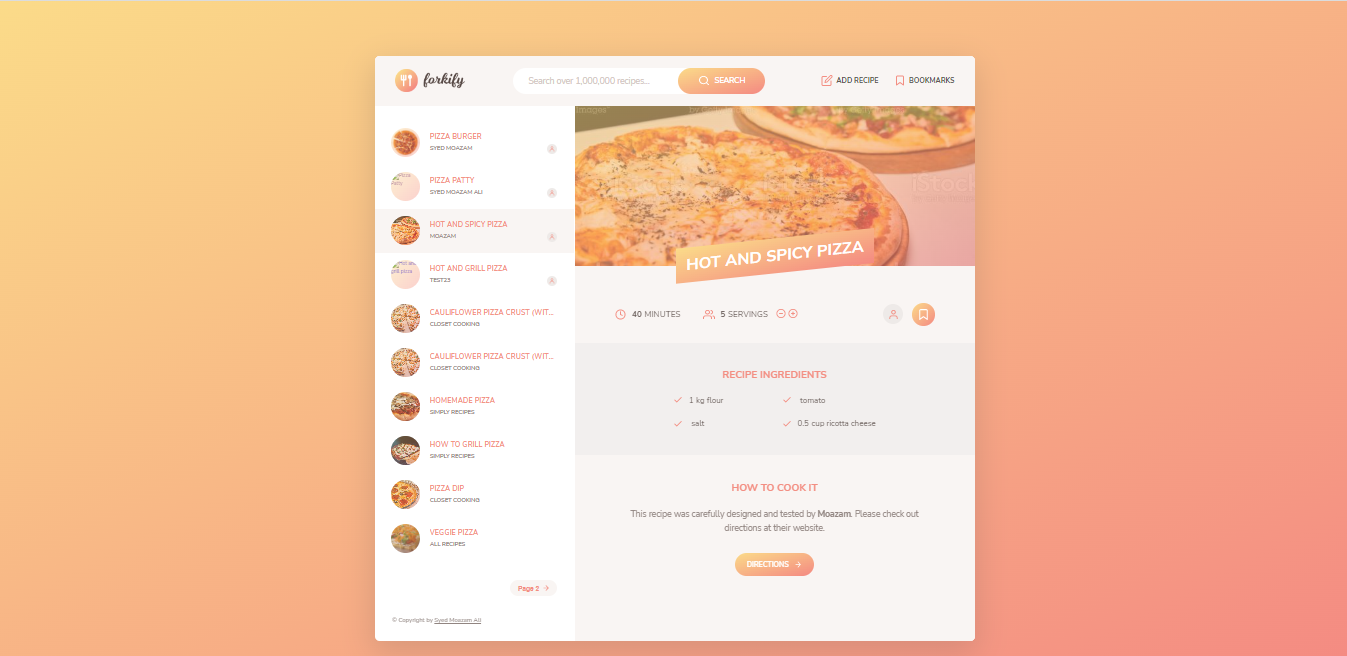 forkify
Search over 1,000,000 recipes...
SEARCH
ADD RECIPE
BOOKMARKS
PIZZA BURGER
SYED MOAZAM
PIZZA PATTY
SYED MOAZAM ALI
HOT AND SPICY PIZZA
MOAZAM
HOT AND GRILL PIZZA
TEST23
CAULIFLOWER PIZZA CRUST (WIT...
CLOSET COOKING
CAULIFLOWER PIZZA CRUST (WIT...
CLOSET COOKING
HOMEMADE PIZZA
SIMPLY RECIPES
HOW TO GRILL PIZZA
SIMPLY RECIPES
PIZZA DIP
CLOSET COOKING
VEGGIE PIZZA
ALL RECIPES
Page 2
© Copyright by Syed Moazam Ali
iStock
HOT AND SPICY PIZZA
40 MINUTES
5 SERVINGS
RECIPE INGREDIENTS
1 kg flour
tomato
salt
0.5 cup ricotta cheese
HOW TO COOK IT
This recipe was carefully designed and tested by Moazam. Please check out
directions at their website.
DIRECTIONS